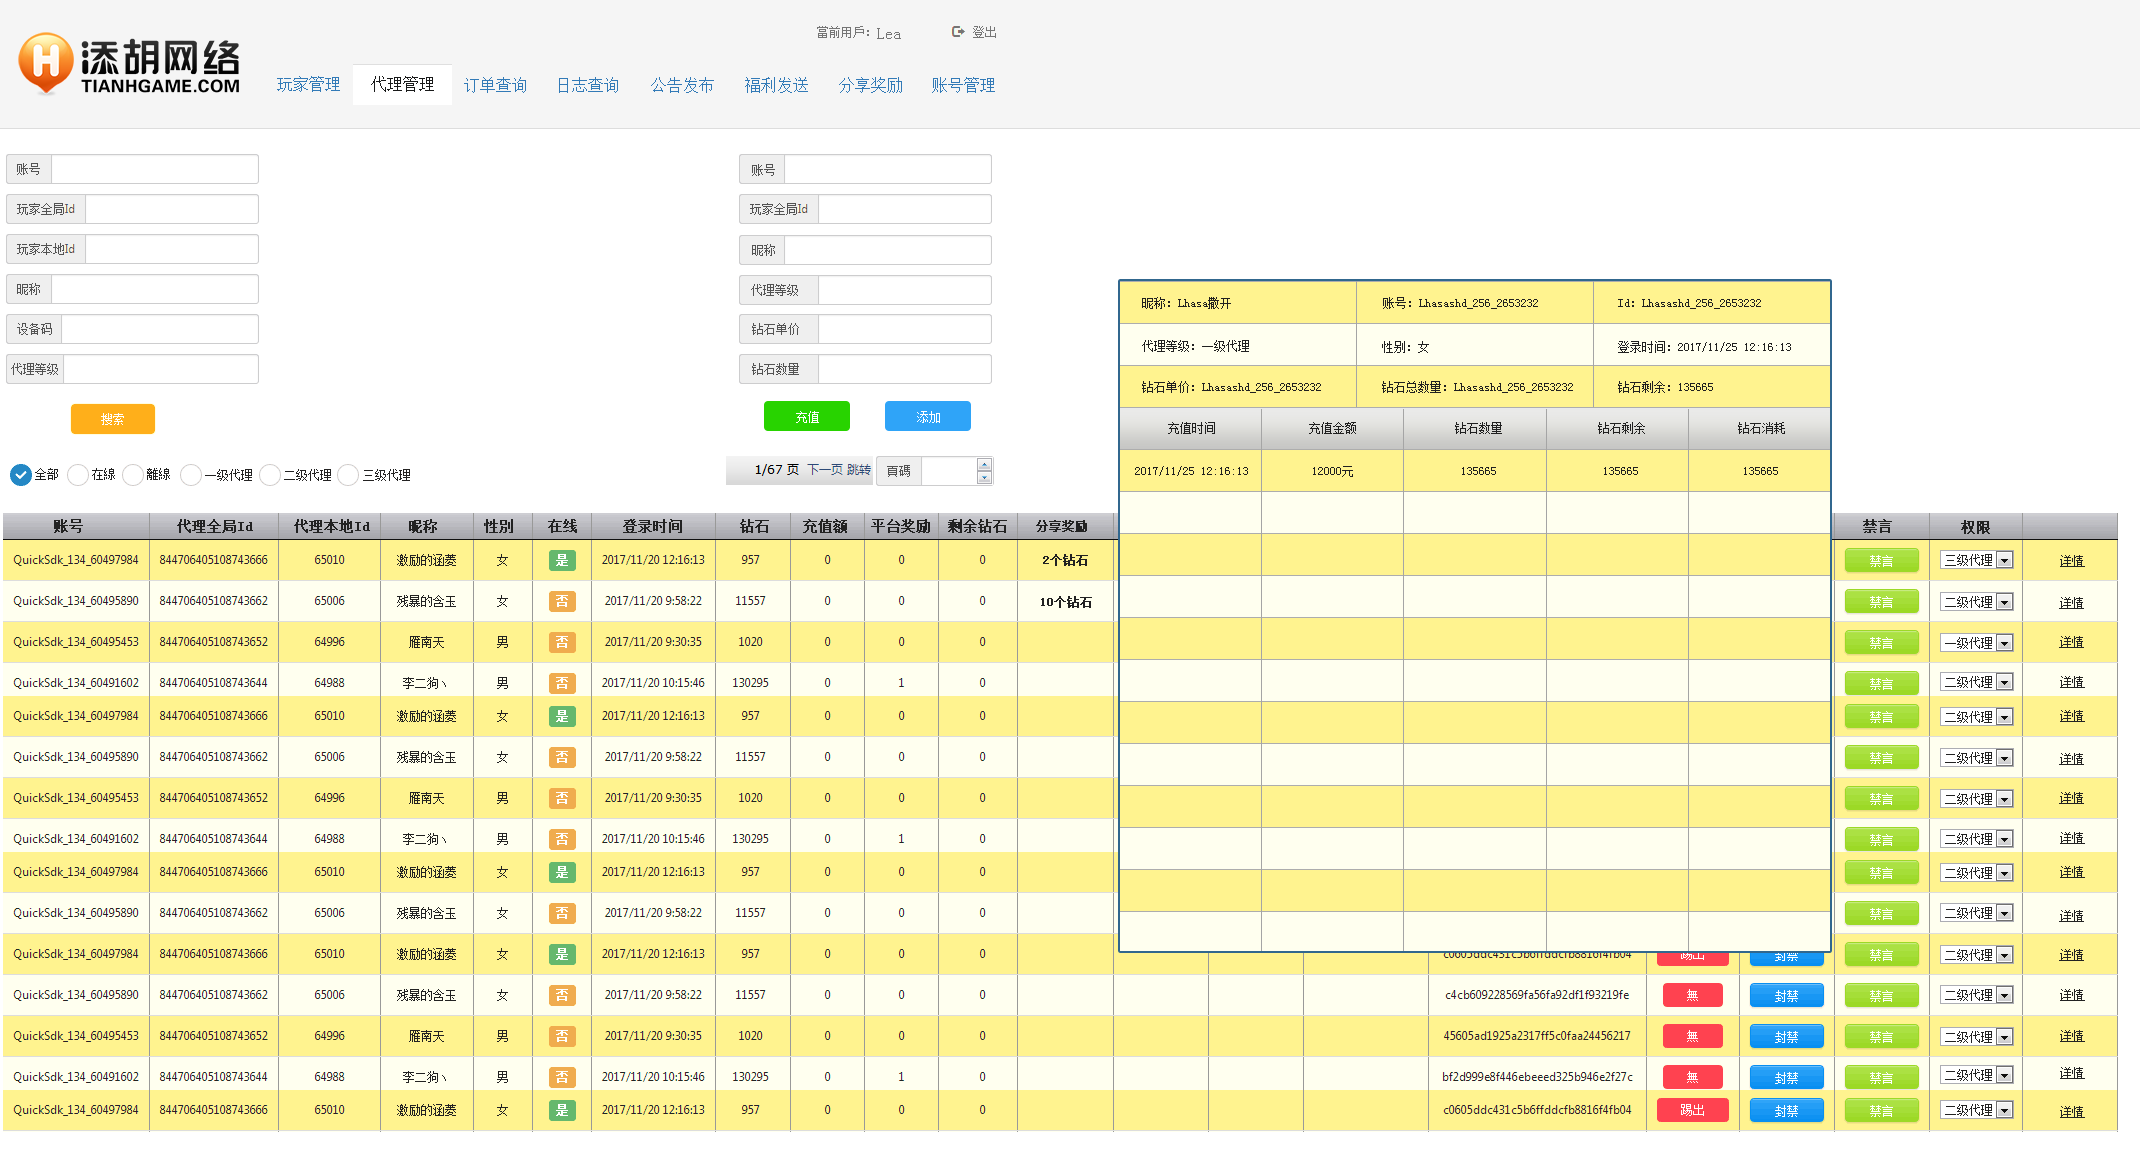 當前用戶：Lea 登出
H 添胡网络
TIANHGAME.COM
玩家管理 代理管理 订单查询 日志查询 公告发布 福利发送 分享奖励 账号管理
账号
玩家全局Id
玩家本地Id
昵称
设备码
代理等级
搜索
账号
玩家全局Id
昵称
代理等级
钻石单价
钻石数量
充值 添加
全部 在線 離線 一级代理 二级代理 三级代理
1/67 页 下一页 跳转 頁碼
昵称：Lhasa撒开 账号：Lhasashd_256_2653232 Id：Lhasashd_256_2653232
代理等级：一级代理 性别：女 登录时间：2017/11/25 12:16:13
钻石单价：Lhasashd_256_2653232 钻石总数量：Lhasashd_256_2653232 钻石剩余：135665
充值时间 充值金额 钻石数量 钻石剩余 钻石消耗
2017/11/25 12:16:13 12000元 135665 135665 135665
账号 代理全局Id 代理本地Id 昵称 性别 在线 登录时间 钻石 充值额 平台奖励 剩余钻石 分享奖励 禁言 权限
QuickSdk_134_60497984 844706405108743666 65010 激励的涵菱 女 是 2017/11/20 12:16:13 957 0 0 0 2个钻石 禁言 三级代理 详情
QuickSdk_134_60495890 844706405108743662 65006 残暴的含玉 女 否 2017/11/20 9:58:22 11557 0 0 0 10个钻石 禁言 二级代理 详情
QuickSdk_134_60495453 844706405108743652 64996 雁南天 男 否 2017/11/20 9:30:35 1020 0 0 0 禁言 一级代理 详情
QuickSdk_134_60491602 844706405108743644 64988 李二狗丶 男 否 2017/11/20 10:15:46 130295 0 1 0 禁言 二级代理 详情
QuickSdk_134_60497984 844706405108743666 65010 激励的涵菱 女 是 2017/11/20 12:16:13 957 0 0 0 禁言 二级代理 详情
QuickSdk_134_60495890 844706405108743662 65006 残暴的含玉 女 否 2017/11/20 9:58:22 11557 0 0 0 禁言 二级代理 详情
QuickSdk_134_60495453 844706405108743652 64996 雁南天 男 否 2017/11/20 9:30:35 1020 0 0 0 禁言 二级代理 详情
QuickSdk_134_60491602 844706405108743644 64988 李二狗丶 男 否 2017/11/20 10:15:46 130295 0 1 0 禁言 二级代理 详情
QuickSdk_134_60497984 844706405108743666 65010 激励的涵菱 女 是 2017/11/20 12:16:13 957 0 0 0 禁言 二级代理 详情
QuickSdk_134_60495890 844706405108743662 65006 残暴的含玉 女 否 2017/11/20 9:58:22 11557 0 0 0 禁言 二级代理 详情
QuickSdk_134_60497984 844706405108743666 65010 激励的涵菱 女 是 2017/11/20 12:16:13 957 0 0 0 c0605ddc431c5b6ffddcfb8816f4fb04 踢出 封禁 禁言 二级代理 详情
QuickSdk_134_60495890 844706405108743662 65006 残暴的含玉 女 否 2017/11/20 9:58:22 11557 0 0 0 c4cb609228569fa56fa92df1f93219fe 無 封禁 禁言 二级代理 详情
QuickSdk_134_60495453 844706405108743652 64996 雁南天 男 否 2017/11/20 9:30:35 1020 0 0 0 45605ad1925a2317ff5c0faa24456217 無 封禁 禁言 二级代理 详情
QuickSdk_134_60491602 844706405108743644 64988 李二狗丶 男 否 2017/11/20 10:15:46 130295 0 1 0 bf2d999e8f446ebeeed325b946e2f27c 無 封禁 禁言 二级代理 详情
QuickSdk_134_60497984 844706405108743666 65010 激励的涵菱 女 是 2017/11/20 12:16:13 957 0 0 0 c0605ddc431c5b6ffddcfb8816f4fb04 踢出 封禁 禁言 二级代理 详情